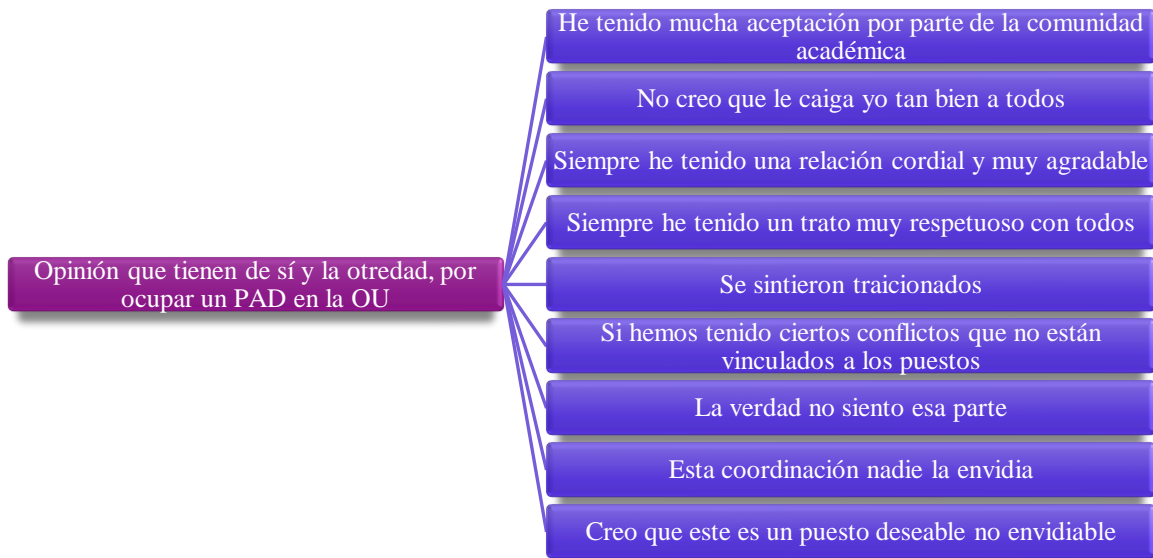 He tenido mucha aceptación por parte de la comunidad
académica
No creo que le caiga yo tan bien a todos
Siempre he tenido una relación cordial y muy agradable
Siempre he tenido un trato muy respetuoso con todos
Opinión que tienen de sí y la otredad, por
ocupar un PAD en la OU
Se sintieron traicionados
Si hemos tenido ciertos conflictos que no están
vinculados a los puestos
La verdad no siento esa parte
Esta coordinación nadie la envidia
Creo que este es un puesto deseable no envidiable